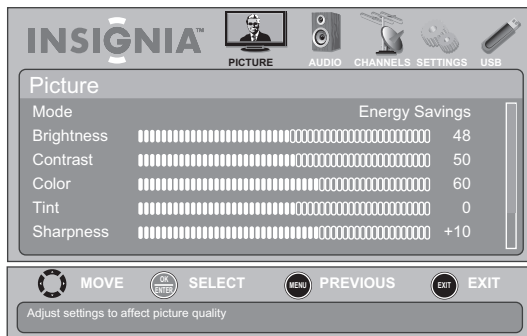 INSIGNIA™
PICTURE AUDIO CHANNELS SETTINGS USB
Picture
Mode Energy Savings
Brightness 48
Contrast 50
Color 60
Tint 0
Sharpness +10
MOVE OK ENTER SELECT MENU PREVIOUS EXIT EXIT
Adjust settings to affect picture quality